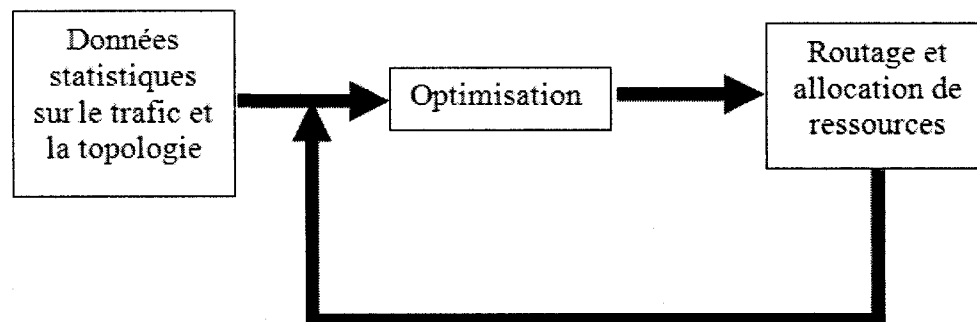 Données
statistiques
sur le trafic et
la topologie
Optimisation
Routage et
allocation de
ressources